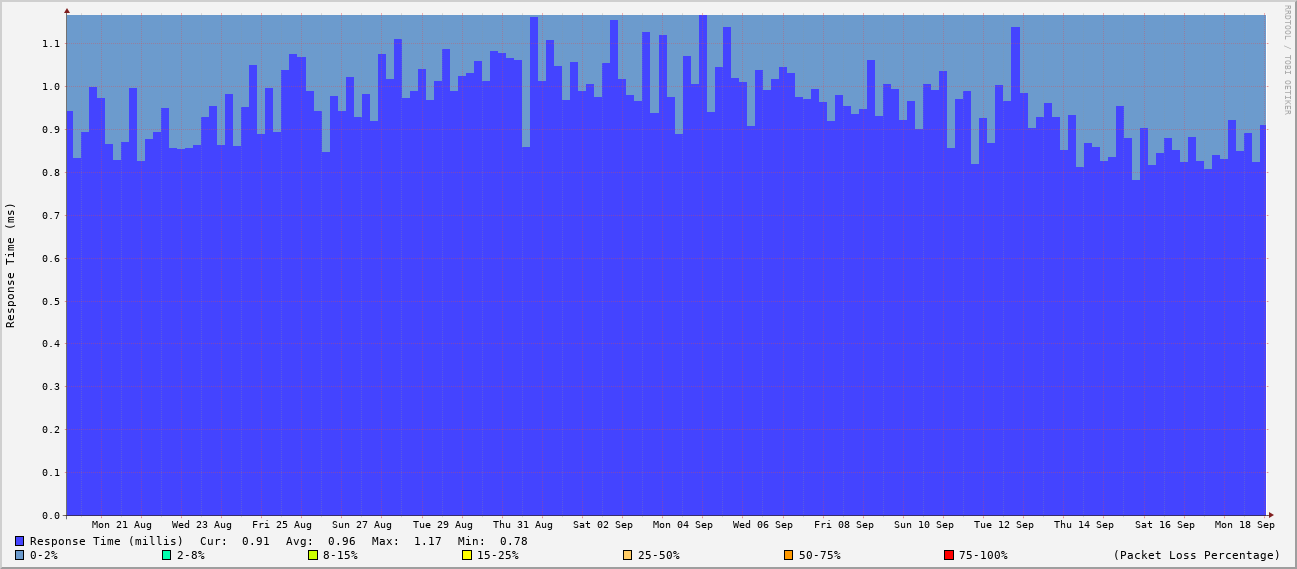 RRDTOOL / TOBI OETIKER
Response Time (ms)
1.1
1.0
0.9
0.8
0.7
0.6
0.5
0.4
0.3
0.2
0.1
0.0
Mon 21 Aug Wed 23 Aug Fri 25 Aug Sun 27 Aug Tue 29 Aug Thu 31 Aug Sat 02 Sep Mon 04 Sep Wed 06 Sep Fri 08 Sep Sun 10 Sep Tue 12 Sep Thu 14 Sep Sat 16 Sep Mon 18 Sep
Response Time (millis) Cur: 0.91 Avg: 0.96 Max: 1.17 Min: 0.78
0-2% 2-8% 8-15% 15-25% 25-50% 50-75% 75-100% (Packet Loss Percentage)